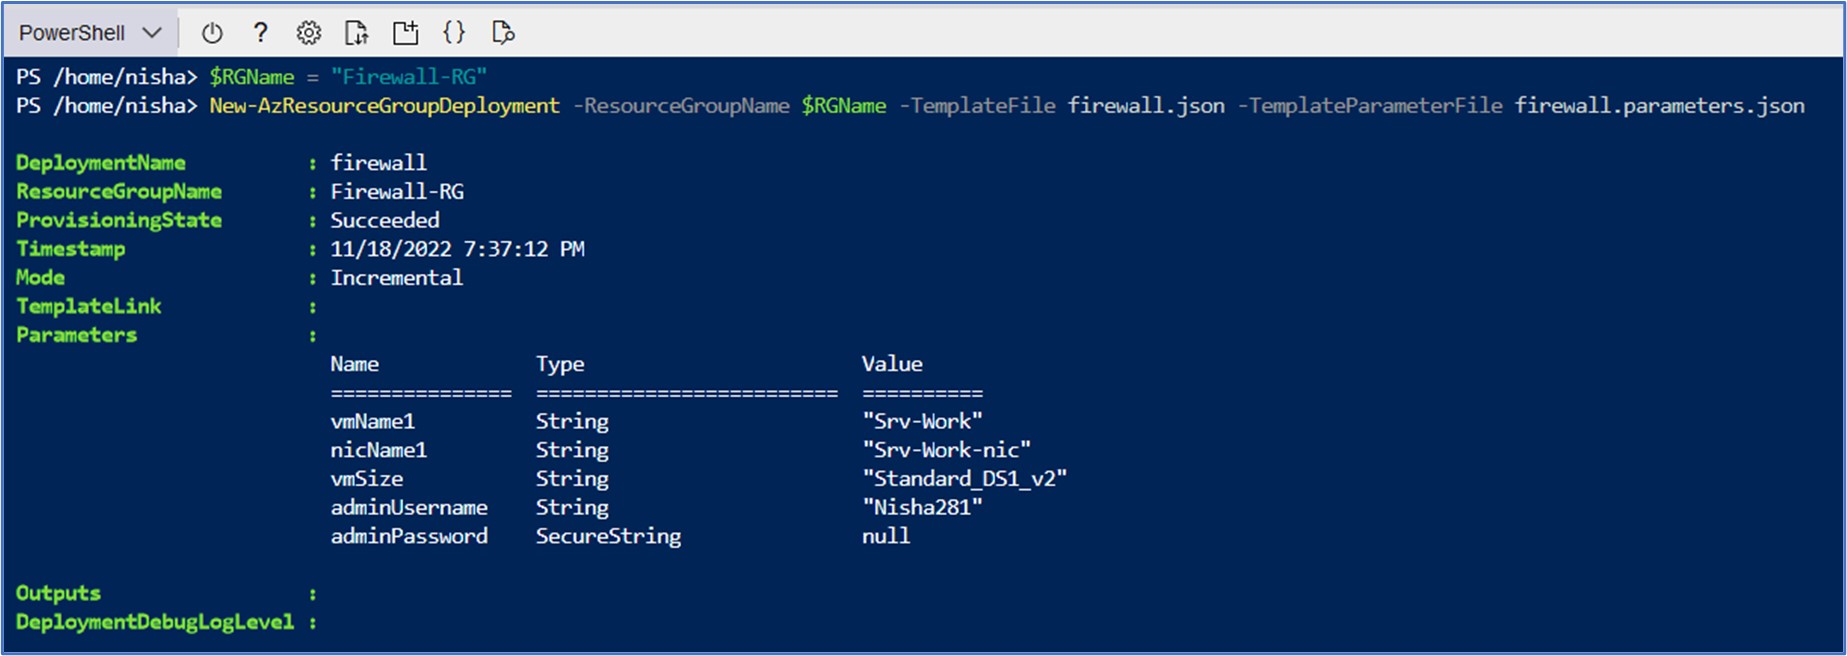 PowerShell
PS /home/nisha> $RGName = "Firewall-RG"
PS /home/nisha> New-AzResourceGroupDeployment -ResourceGroupName $RGName -TemplateFile firewall.json -TemplateParameterFile firewall.parameters.json
DeploymentName : firewall
ResourceGroupName : Firewall-RG
ProvisioningState : Succeeded
Timestamp : 11/18/2022 7:37:12 PM
Mode : Incremental
TemplateLink :
Parameters :
Name Type Value
=============== ========================= ==========
vmName1 String "Srv-Work"
nicName1 String "Srv-Work-nic"
vmSize String "Standard_DS1_v2"
adminUsername String "Nisha281"
adminPassword SecureString null
Outputs :
DeploymentDebugLogLevel :